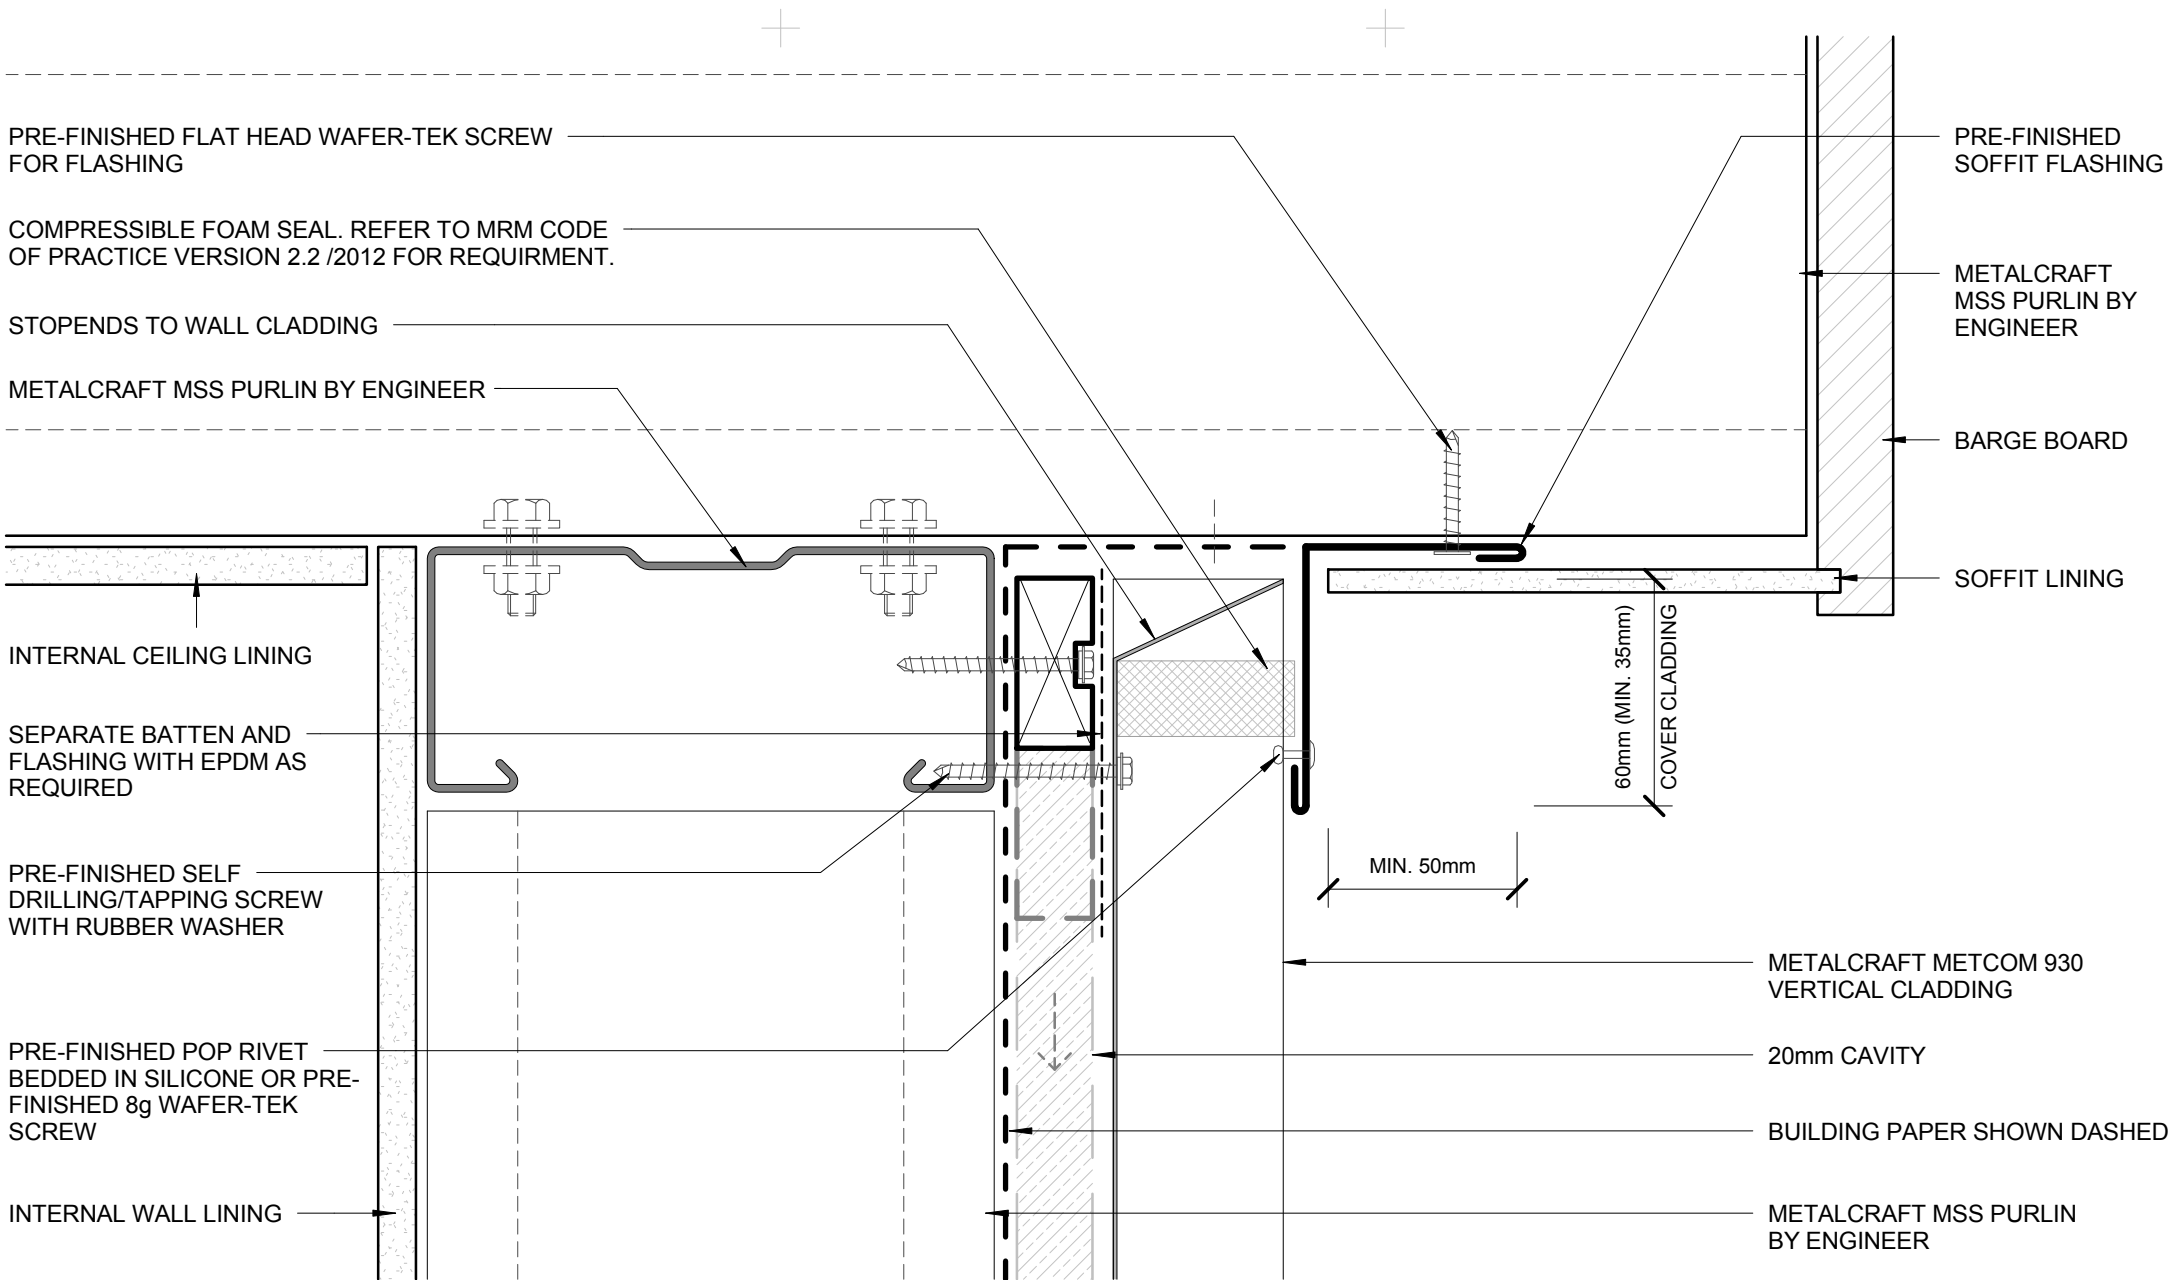 PRE-FINISHED FLAT HEAD WAFER-TEK SCREW
FOR FLASHING
COMPRESSIBLE FOAM SEAL. REFER TO MRM CODE
OF PRACTICE VERSION 2.2 /2012 FOR REQUIRMENT.
STOPENDS TO WALL CLADDING
METALCRAFT MSS PURLIN BY ENGINEER
INTERNAL CEILING LINING
SEPARATE BATTEN AND
FLASHING WITH EPDM AS
REQUIRED
PRE-FINISHED SELF
DRILLING/TAPPING SCREW
WITH RUBBER WASHER
PRE-FINISHED POP RIVET
BEDDED IN SILICONE OR PRE-
FINISHED 8g WAFER-TEK
SCREW
INTERNAL WALL LINING
PRE-FINISHED
SOFFIT FLASHING
METALCRAFT
MSS PURLIN BY
ENGINEER
BARGE BOARD
SOFFIT LINING
60mm (MIN. 35mm)
COVER CLADDING
MIN. 50mm
METALCRAFT METCOM 930
VERTICAL CLADDING
20mm CAVITY
BUILDING PAPER SHOWN DASHED
METALCRAFT MSS PURLIN
BY ENGINEER